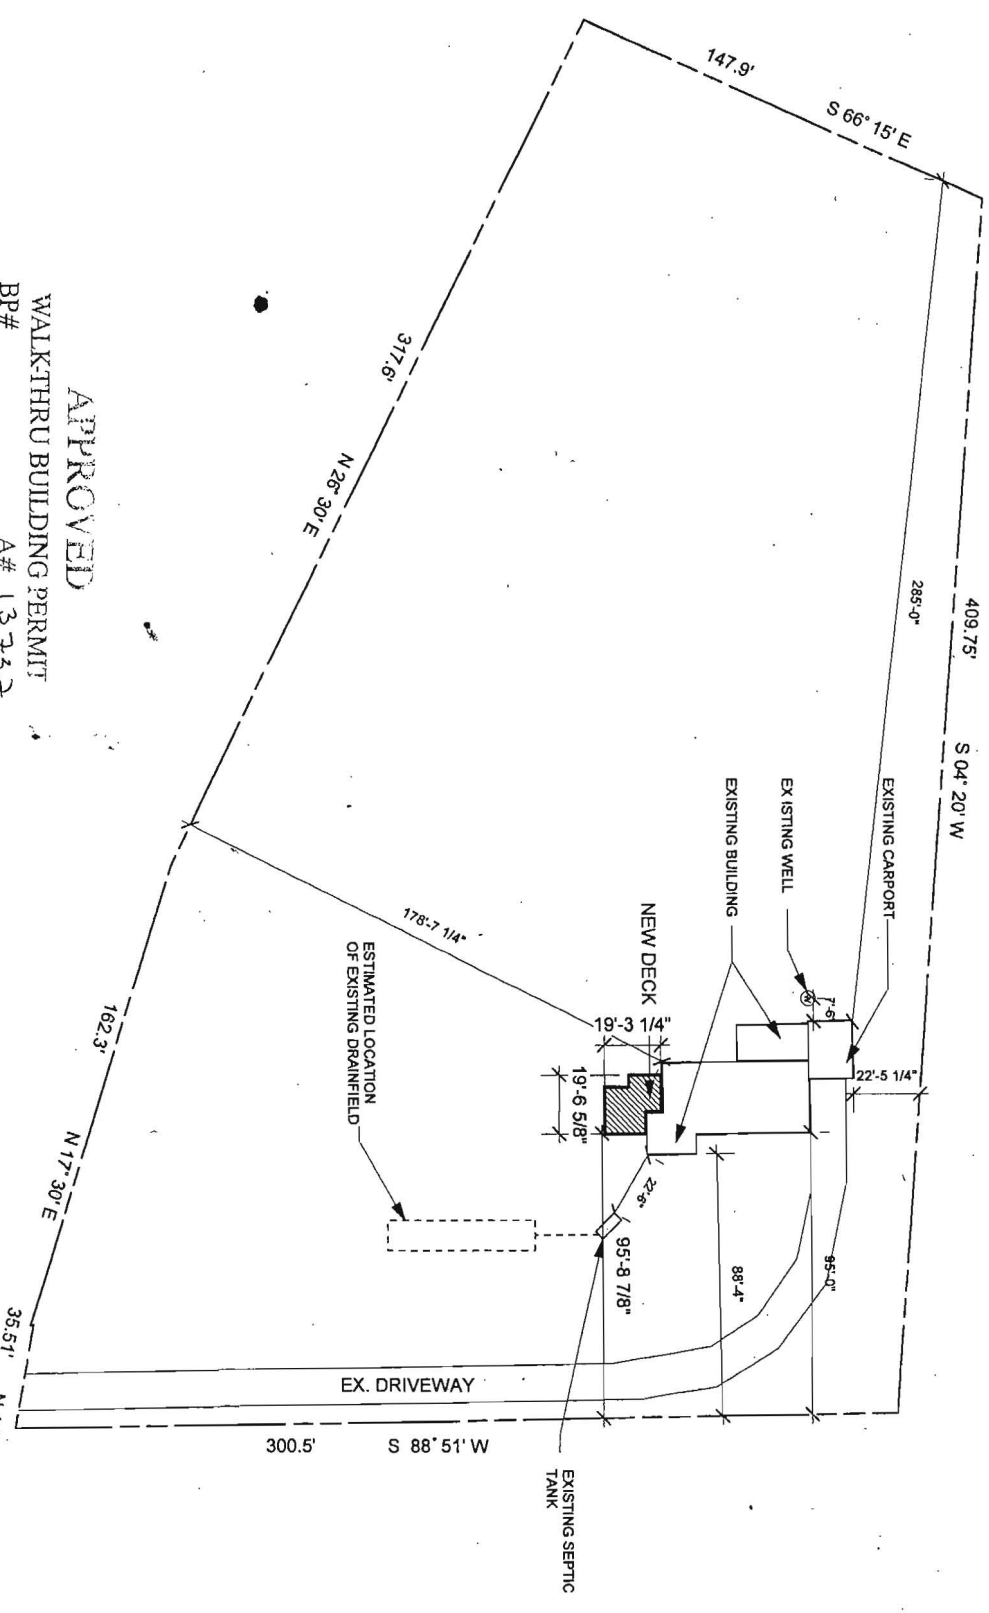 147.9'
S 66° 15' E
409.75'
S 04° 20' W
285'-0"
317.6'
N 26° 30' E
EXISTING CARPORT
EX ISTING WELL
EXISTING BUILDING
W
7'-6"
22'-5 1/4"
NEW DECK
19'-3 1/4"
19'-6 5/8"
178'-7 1/4"
ESTIMATED LOCATION
OF EXISTING DRAINFIELD
22'-6"
95'-8 7/8"
88'-4"
95'-0"
162.3'
N 17° 30' E
35.51'
EX. DRIVEWAY
300.5'
S 88° 51' W
EXISTING SEPTIC
TANK
APPROVED
WALK-THRU BUILDING PERMIT
BP# A#